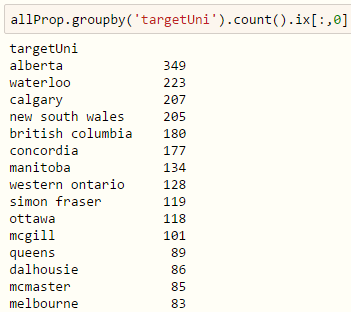 allProp.groupby('targetUni').count().ix[:,0]
targetUni
alberta 349
waterloo 223
calgary 207
new south wales 205
british columbia 180
concordia 177
manitoba 134
western ontario 128
simon fraser 119
ottawa 118
mcgill 101
queens 89
dalhousie 86
mcmaster 85
melbourne 83